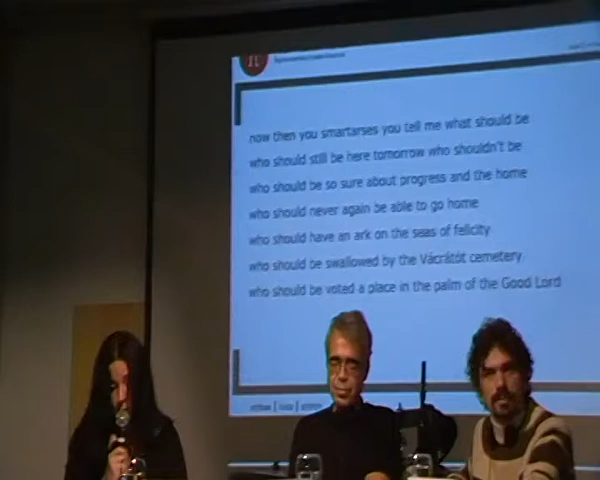 now then you smartarses you tell me what should be
who should still be here tomorrow who shouldn't be
who should be so sure about progress and the home
who should never again be able to go home
who should have an ark on the seas of felicity
who should be swallowed by the Vácrátót cemetery
who should be voted a place in the palm of the Good Lord